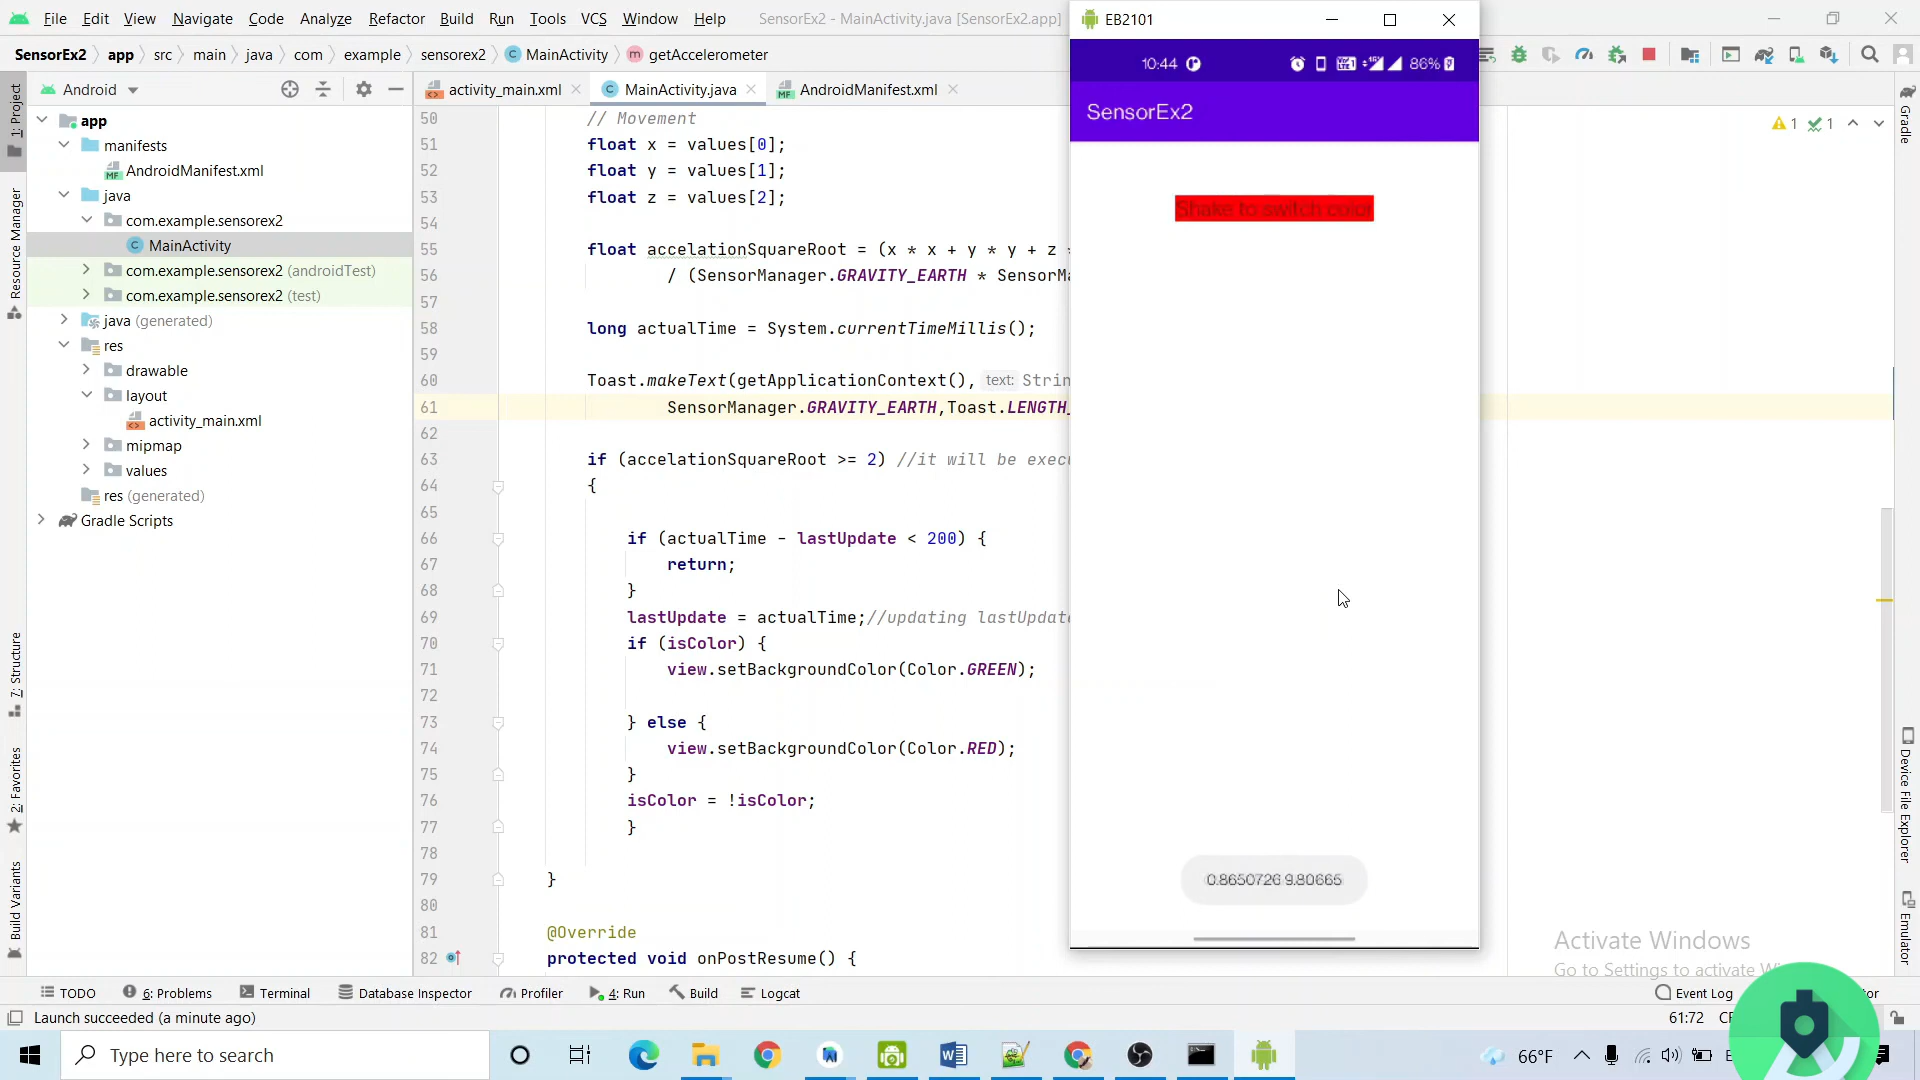 File Edit View Navigate Code Analyze Refactor Build Run Tools VCS Window Help SensorEx2 - MainActivity.java [SensorEx2.app]
SensorEx2 app src main java com example sensorex2 MainActivity getAccelerometer
Android
activity_main.xml MainActivity.java AndroidManifest.xml
1: Project
Resource Manager
7: Structure
2: Favorites
Build Variants
app
manifests
AndroidManifest.xml
java
com.example.sensorex2
MainActivity
com.example.sensorex2 (androidTest)
com.example.sensorex2 (test)
java (generated)
res
drawable
layout
activity_main.xml
mipmap
values
res (generated)
Gradle Scripts
50 // Movement
51 float x = values[0];
52 float y = values[1];
53 float z = values[2];
54
55 float accelationSquareRoot = (x * x + y * y + z
56 / (SensorManager.GRAVITY_EARTH * SensorMa
57
58 long actualTime = System.currentTimeMillis();
59
60 Toast.makeText(getApplicationContext(), text: Strin
61 SensorManager.GRAVITY_EARTH,Toast.LENGTH_
62
63 if (accelationSquareRoot >= 2) //it will be execu
64 {
65
66 if (actualTime - lastUpdate < 200) {
67 return;
68 }
69 lastUpdate = actualTime;//updating lastUpdate
70 if (isColor) {
71 view.setBackgroundColor(Color.GREEN);
72
73 } else {
74 view.setBackgroundColor(Color.RED);
75 }
76 isColor = !isColor;
77 }
78
79 }
80
81 @Override
82 protected void onPostResume() {
EB2101
10:44 86%
SensorEx2
Shake to switch color
0.8650726 9.80665
1 1
Gradle
Device File Explorer
Emulator
Activate Windows
Go to Settings to activate Wi
TODO 6: Problems Terminal Database Inspector Profiler 4: Run Build Logcat Event Log
Launch succeeded (a minute ago) 61:72
Type here to search 66°F